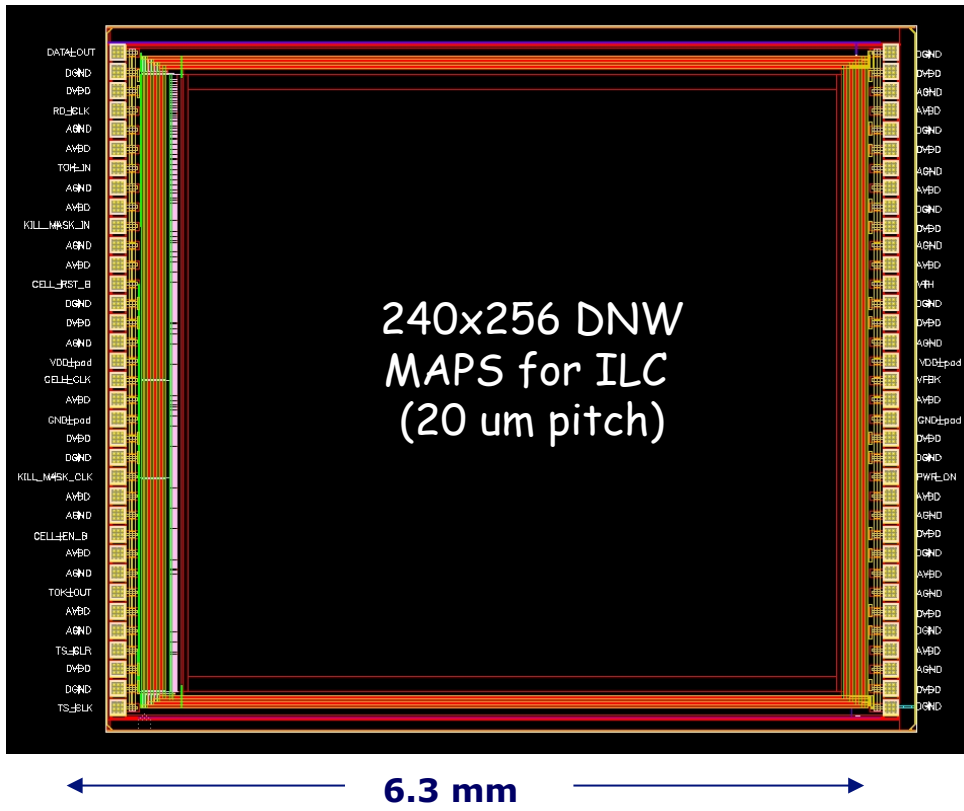 DATA_OUT
DGND
DVDD
RD_CLK
AGND
AVDD
TOK_IN
AGND
AVDD
KILL_MASK_IN
AGND
AVDD
CELL_RST_B
DGND
DVDD
AGND
VDD_pad
CELL_CLK
AVDD
GND_pad
DVDD
DGND
KILL_MASK_CLK
AVDD
AGND
CELL_EN_B
AVDD
AGND
TOK_OUT
AVDD
AGND
TS_CLR
DVDD
DGND
TS_CLK
240x256 DNW
MAPS for ILC
(20 um pitch)
DGND
DVDD
AGND
AVDD
DGND
DVDD
AGND
AVDD
DGND
DVDD
AGND
AVDD
VTH
DGND
DVDD
AGND
VDD_pad
VFBK
AVDD
GND_pad
DVDD
DGND
PWR_ON
AVDD
AGND
DVDD
DGND
AVDD
AGND
DVDD
DGND
AVDD
AGND
DVDD
DGND
6.3 mm